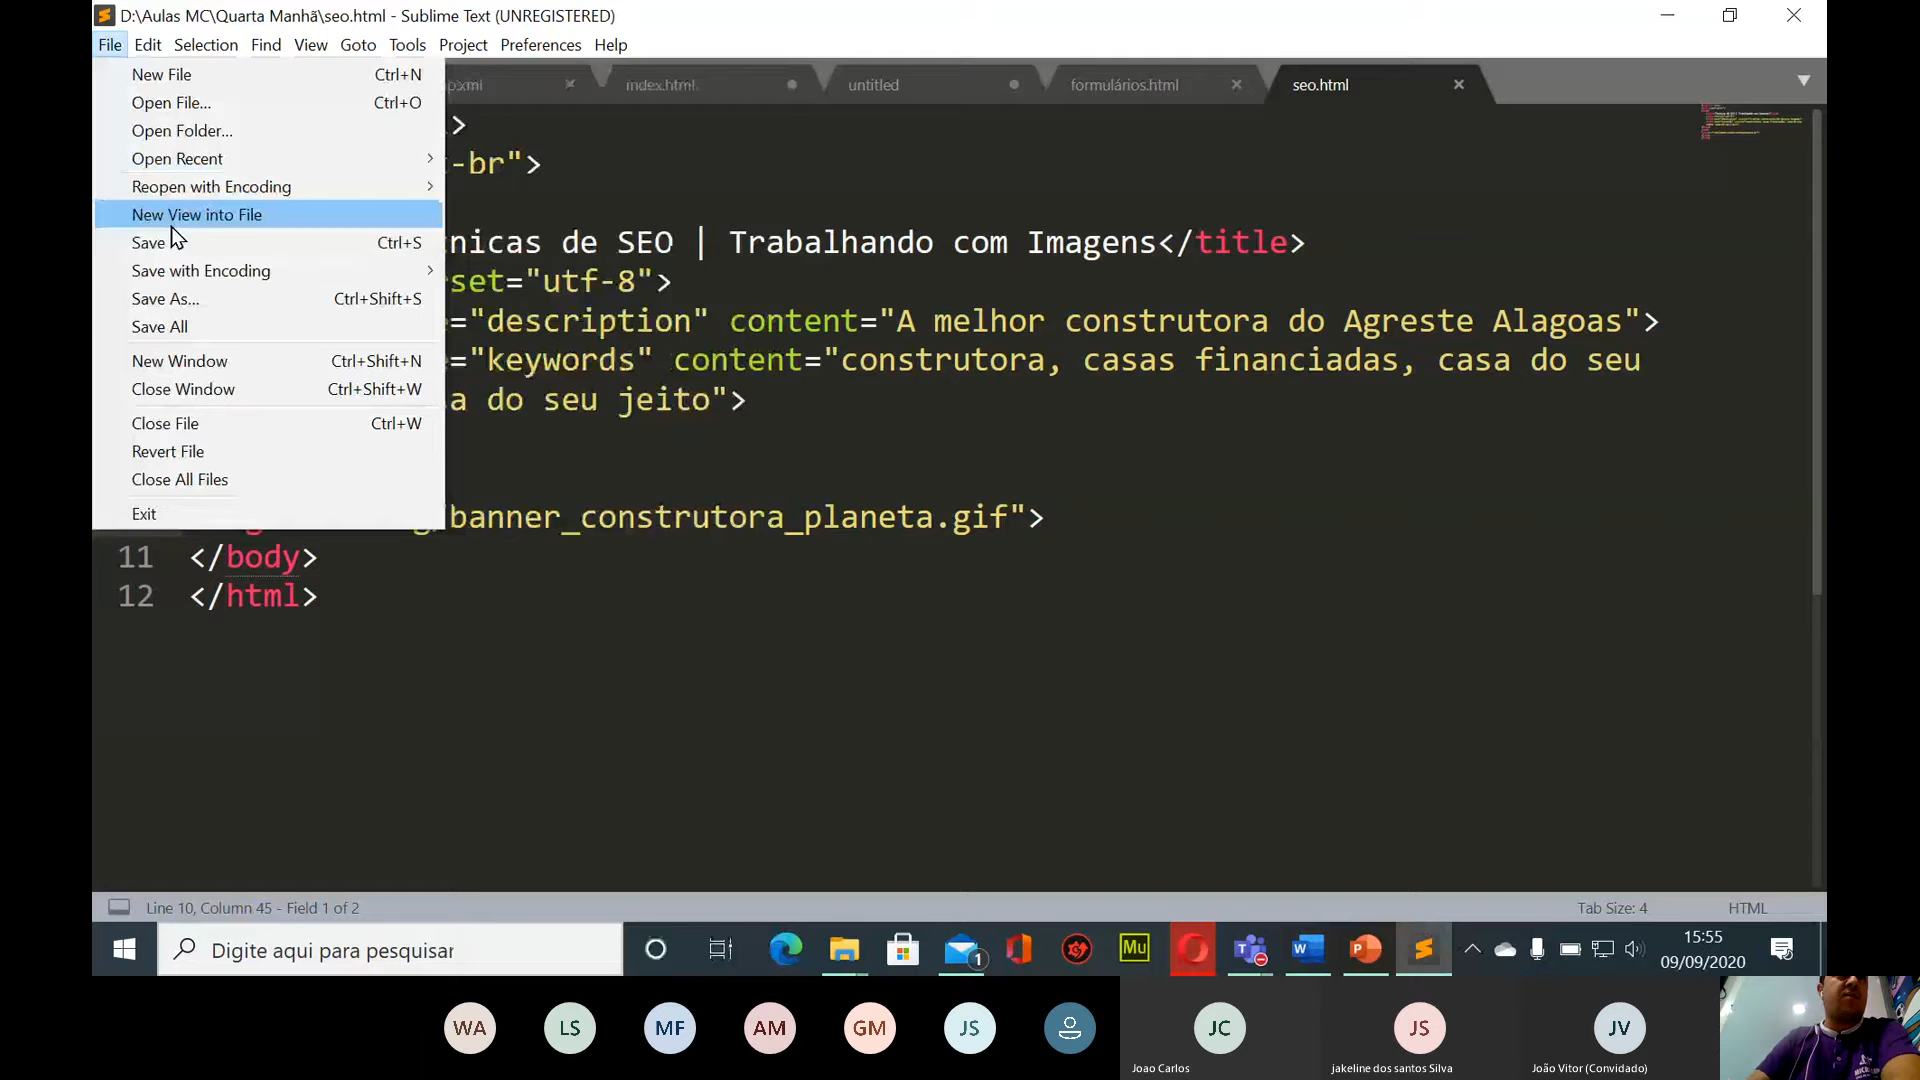 D:\Aulas MC\Quarta Manhã\seo.html - Sublime Text (UNREGISTERED)
File Edit Selection Find View Goto Tools Project Preferences Help
index.html untitled formulários.html seo.html
New File Ctrl+N
Open File... Ctrl+O
Open Folder...
Open Recent
Reopen with Encoding
New View into File
Save Ctrl+S
Save with Encoding
Save As... Ctrl+Shift+S
Save All
New Window Ctrl+Shift+N
Close Window Ctrl+Shift+W
Close File Ctrl+W
Revert File
Close All Files
Exit
>
-br">
nicas de SEO | Trabalhando com Imagens</title>
set="utf-8">
="description" content="A melhor construtora do Agreste Alagoas">
="keywords" content="construtora, casas financiadas, casa do seu
a do seu jeito">
banner_construtora_planeta.gif">
11 </body>
12 </html>
Line 10, Column 45 - Field 1 of 2 Tab Size: 4 HTML
Digite aqui para pesquisar
1
Mu
15:55
09/09/2020
WA LS MF AM GM JS JC JS JV
Joao Carlos jakeline dos santos Silva João Vitor (Convidado)